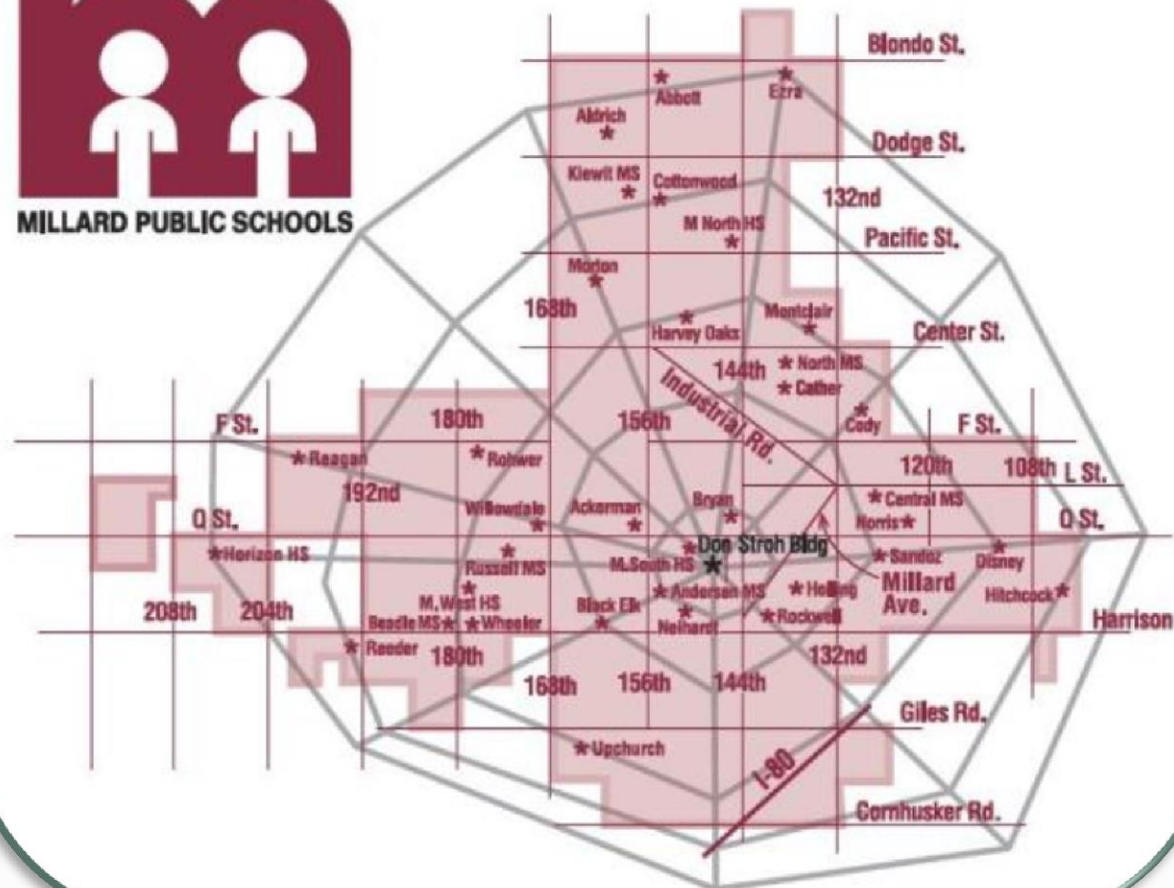 MILLARD PUBLIC SCHOOLS
Blondo St.
Abbott
Ezra
Aldrich
Dodge St.
Kiewit MS
Cottonwood
132nd
M North HS
Pacific St.
Morton
168th
Montclair
Harvey Oaks
Center St.
144th
North MS
Cather
Industrial Rd.
Cody
F St.
180th
156th
F St.
Reagan
Rohwer
120th
108th
L St.
192nd
Willowdale
Ackerman
Bryan
Central MS
Q St.
Norris
Q St.
Horizon HS
Don Stroh Bldg
Sandoz
Disney
Russell MS
M.South HS
Millard
Ave.
Andersen MS
Holling
Hitchcock
M. West HS
Black Elk
208th
204th
Beadle MS
Wheeler
Neihardt
Rockwell
Harrison
Reeder
180th
132nd
168th
156th
144th
Giles Rd.
Upchurch
I-80
Cornhusker Rd.